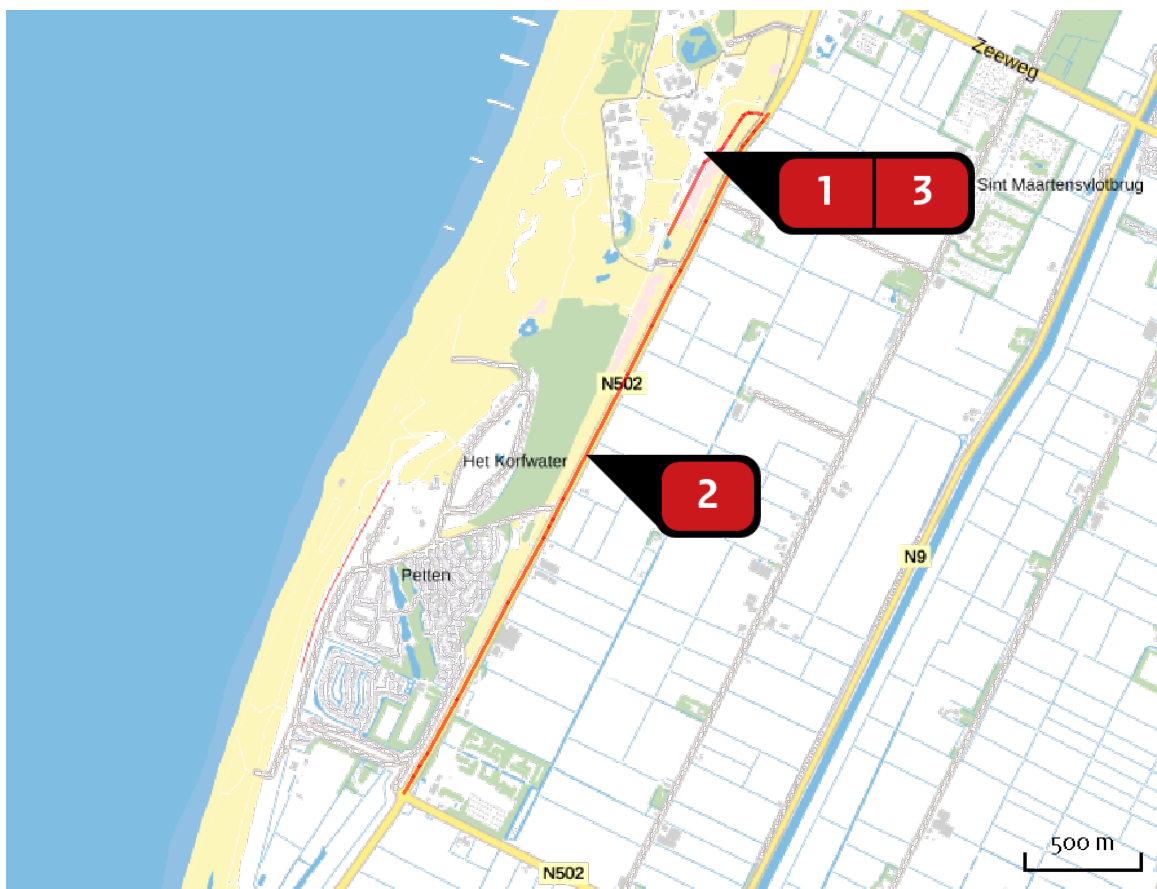 Zeeweg
1 3
Sint Maartensvlotbrug
N502
Het Korfwater
2
N9
Petten
500 m
N502